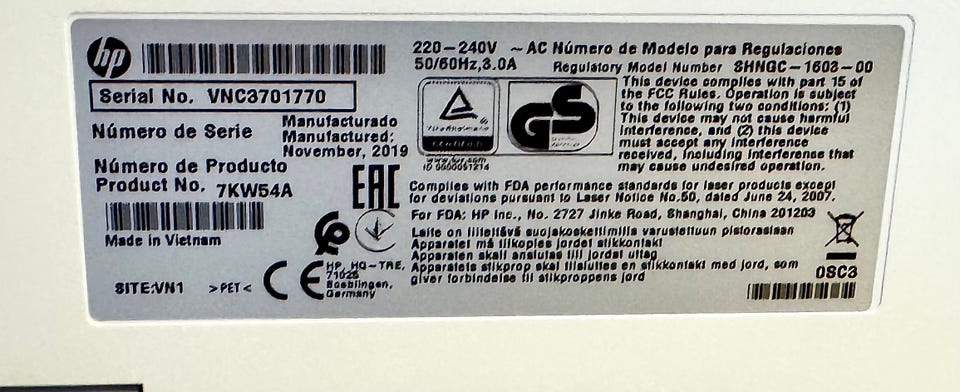 hp
220-240V ~ AC Número de Modelo para Regulaciones
50/60Hz,3.0A Regulatory Model Number SHNGC-1603-00
Serial No. VNC3701770
Número de Serie
Manufacturado
Manufactured:
November, 2019
Número de Producto
Product No. 7KW54A
Made in Vietnam
SITE:VN1 >PET<
TÜVRheinland
CERTIFIED
www.tuv.com
ID 0000051214
GS
This device complies with part 15 of
the FCC Rules. Operation is subject
to the following two conditions: (1)
This device may not cause harmful
interference, and (2) this device
must accept any interference
received, including interference that
may cause undesired operation.
EAC
Complies with FDA performance standards for laser products except
for deviations pursuant to Laser Notice No.50, dated June 24, 2007.
For FDA: HP Inc., No. 2727 Jinke Road, Shanghai, China 201203
Laite on liitettävä suojakoskettimilla varustettuun pistorasiaan
Apparatet må tilkoples jordet stikkontakt
Apparaten skall anslutas till jordat uttag
Apparatets stikprop skal tilsluttes en stikkontakt med jord, som
giver forbindelse til stikproppens jord
CE
HP, HQ-TRE,
71025
Boeblingen,
Germany
0SC3